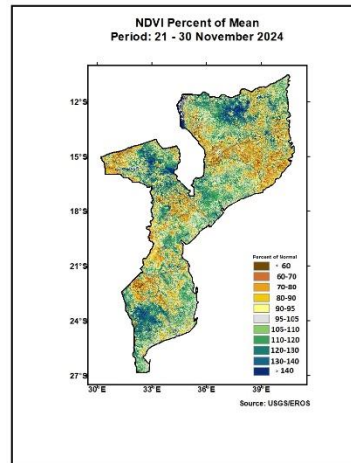 NDVI Percent of Mean
Period: 21 - 30 November 2024
12°S
15°S
18°S
21°S
24°S
27°S
30°E
33°E
36°E
39°E
Percent of Normal
- 60
60-70
70-80
80-90
90-95
95-105
105-110
110-120
120-130
130-140
- 140
Source: USGS/EROS